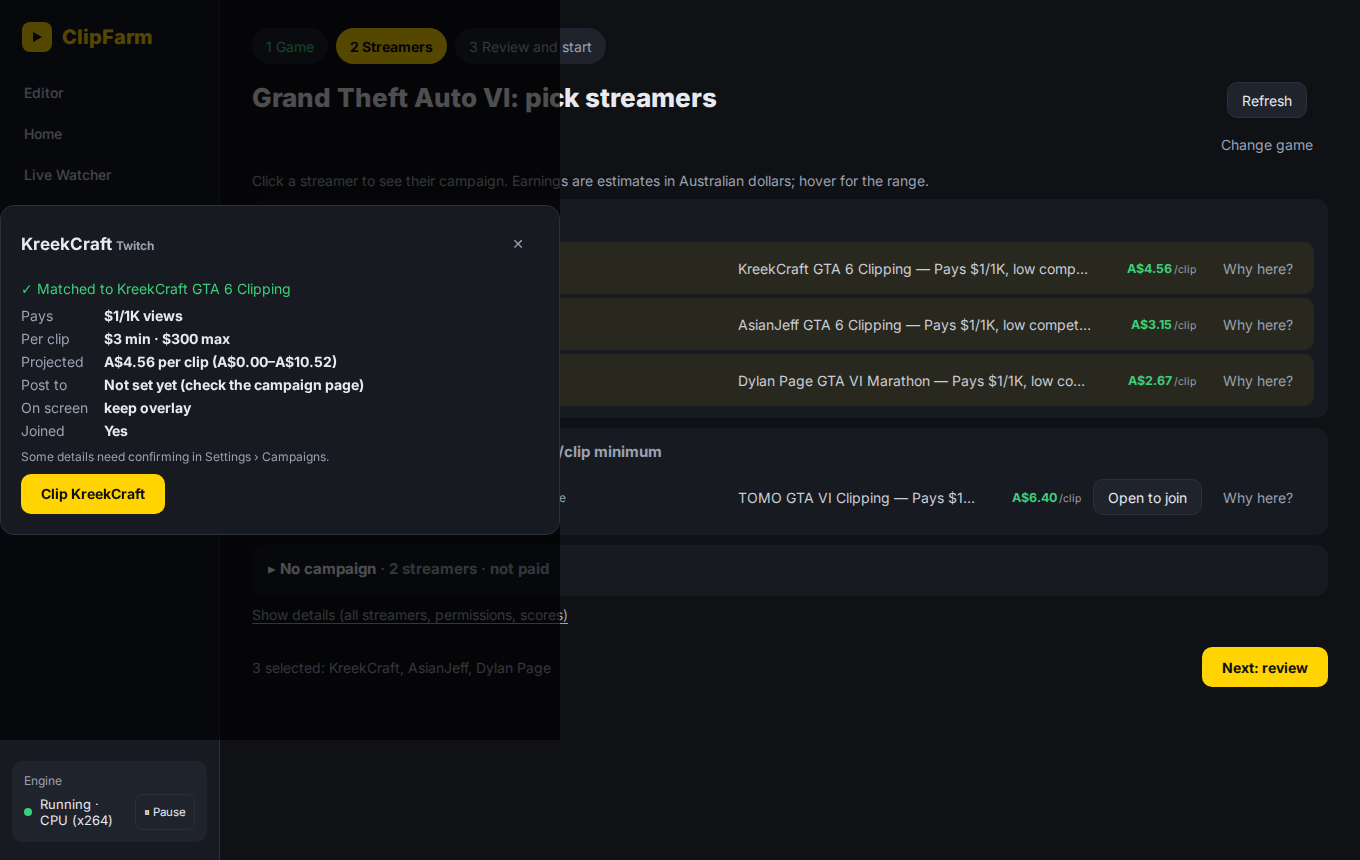 ClipFarm
Editor
Home
Live Watcher
1 Game
2 Streamers
3 Review and start
Grand Theft Auto VI: pick streamers
Refresh
Change game
Click a streamer to see their campaign. Earnings are estimates in Australian dollars; hover for the range.
KreekCraft Twitch
×
✓ Matched to KreekCraft GTA 6 Clipping
Pays $1/1K views
Per clip $3 min · $300 max
Projected A$4.56 per clip (A$0.00–A$10.52)
Post to Not set yet (check the campaign page)
On screen keep overlay
Joined Yes
Some details need confirming in Settings › Campaigns.
Clip KreekCraft
KreekCraft GTA 6 Clipping — Pays $1/1K, low comp... A$4.56/clip Why here?
AsianJeff GTA 6 Clipping — Pays $1/1K, low compet... A$3.15/clip Why here?
Dylan Page GTA VI Marathon — Pays $1/1K, low co... A$2.67/clip Why here?
/clip minimum
TOMO GTA VI Clipping — Pays $1... A$6.40/clip Open to join Why here?
▸ No campaign · 2 streamers · not paid
Show details (all streamers, permissions, scores)
3 selected: KreekCraft, AsianJeff, Dylan Page
Next: review
Engine
Running ·
CPU (x264)
Pause